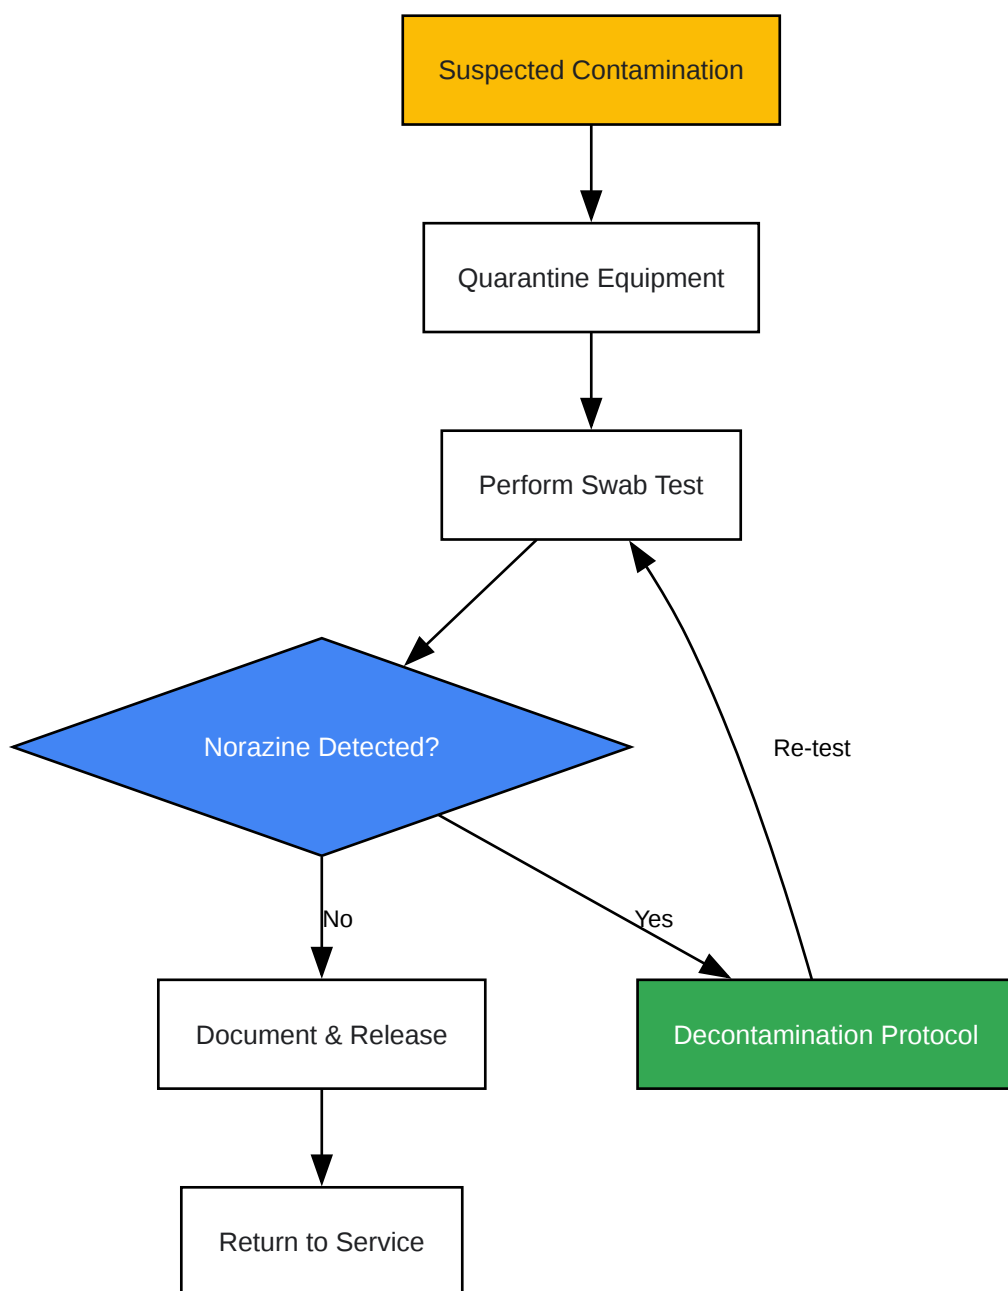 Suspected Contamination
Quarantine Equipment
Perform Swab Test
Norazine Detected?
Re-test
No
Yes
Document & Release
Decontamination Protocol
Return to Service